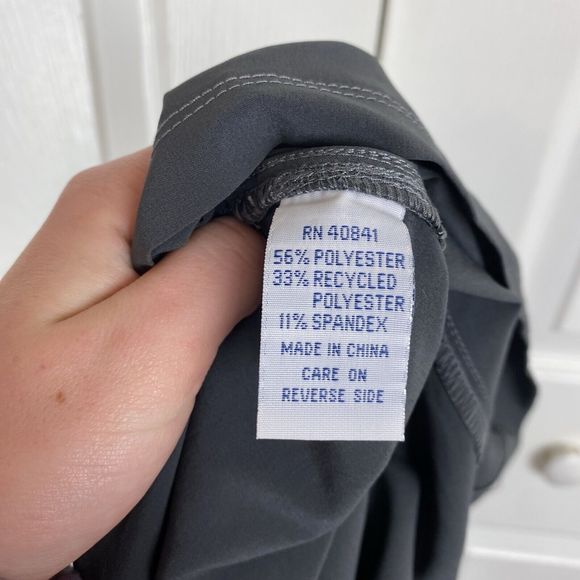 RN 40841
56% POLYESTER
33% RECYCLED
POLYESTER
11% SPANDEX
MADE IN CHINA
CARE ON
REVERSE SIDE